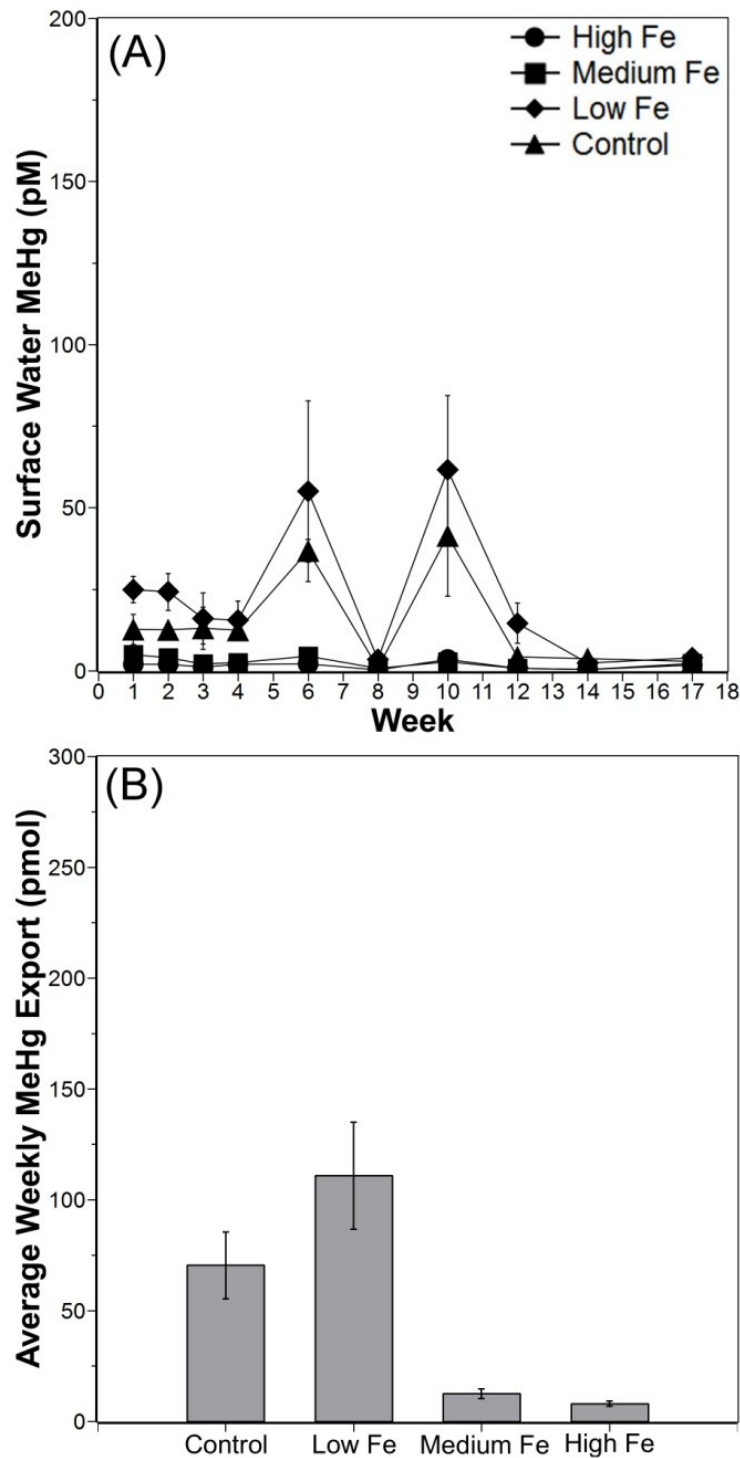 (A)
High Fe
Medium Fe
Low Fe
Control
Surface Water MeHg (pM)
200
150
100
50
0
0 1 2 3 4 5 6 7 8 9 10 11 12 13 14 15 16 17 18
Week
(B)
Average Weekly MeHg Export (pmol)
300
250
200
150
100
50
0
Control Low Fe Medium Fe High Fe